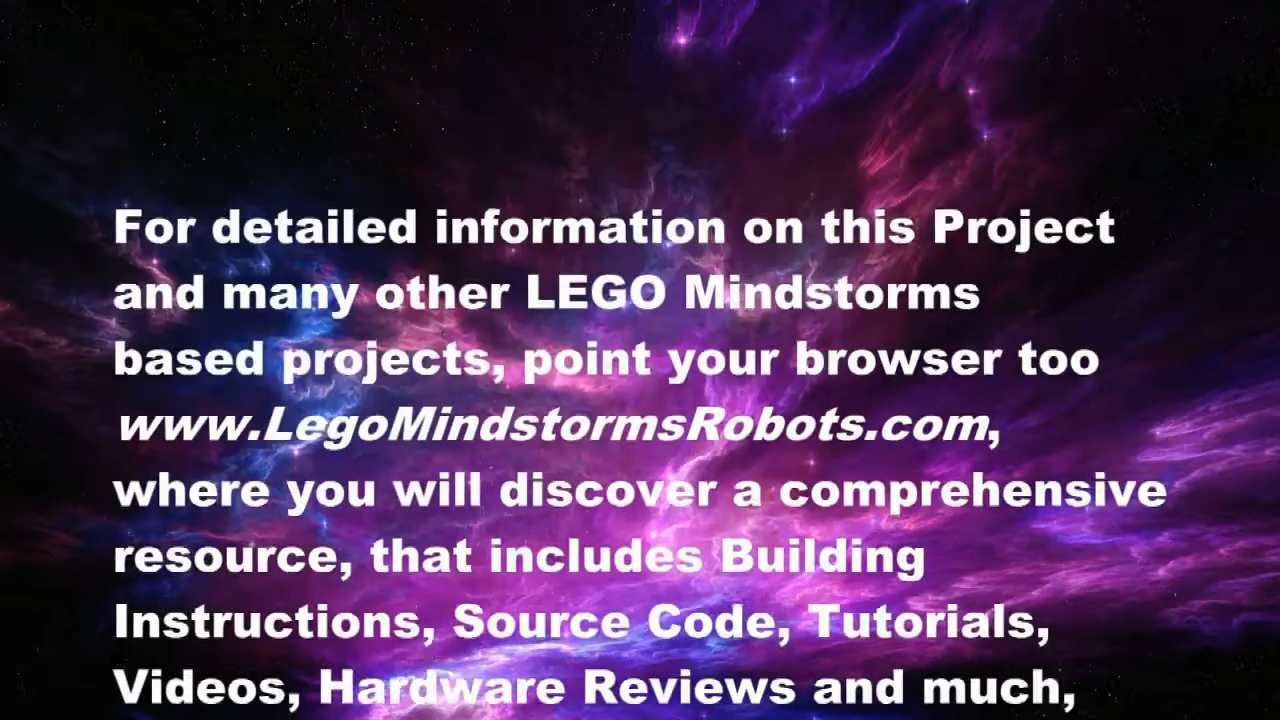 For detailed information on this Project
and many other LEGO Mindstorms
based projects, point your browser too
www.LegoMindstormsRobots.com,
where you will discover a comprehensive
resource, that includes Building
Instructions, Source Code, Tutorials,
Videos, Hardware Reviews and much,